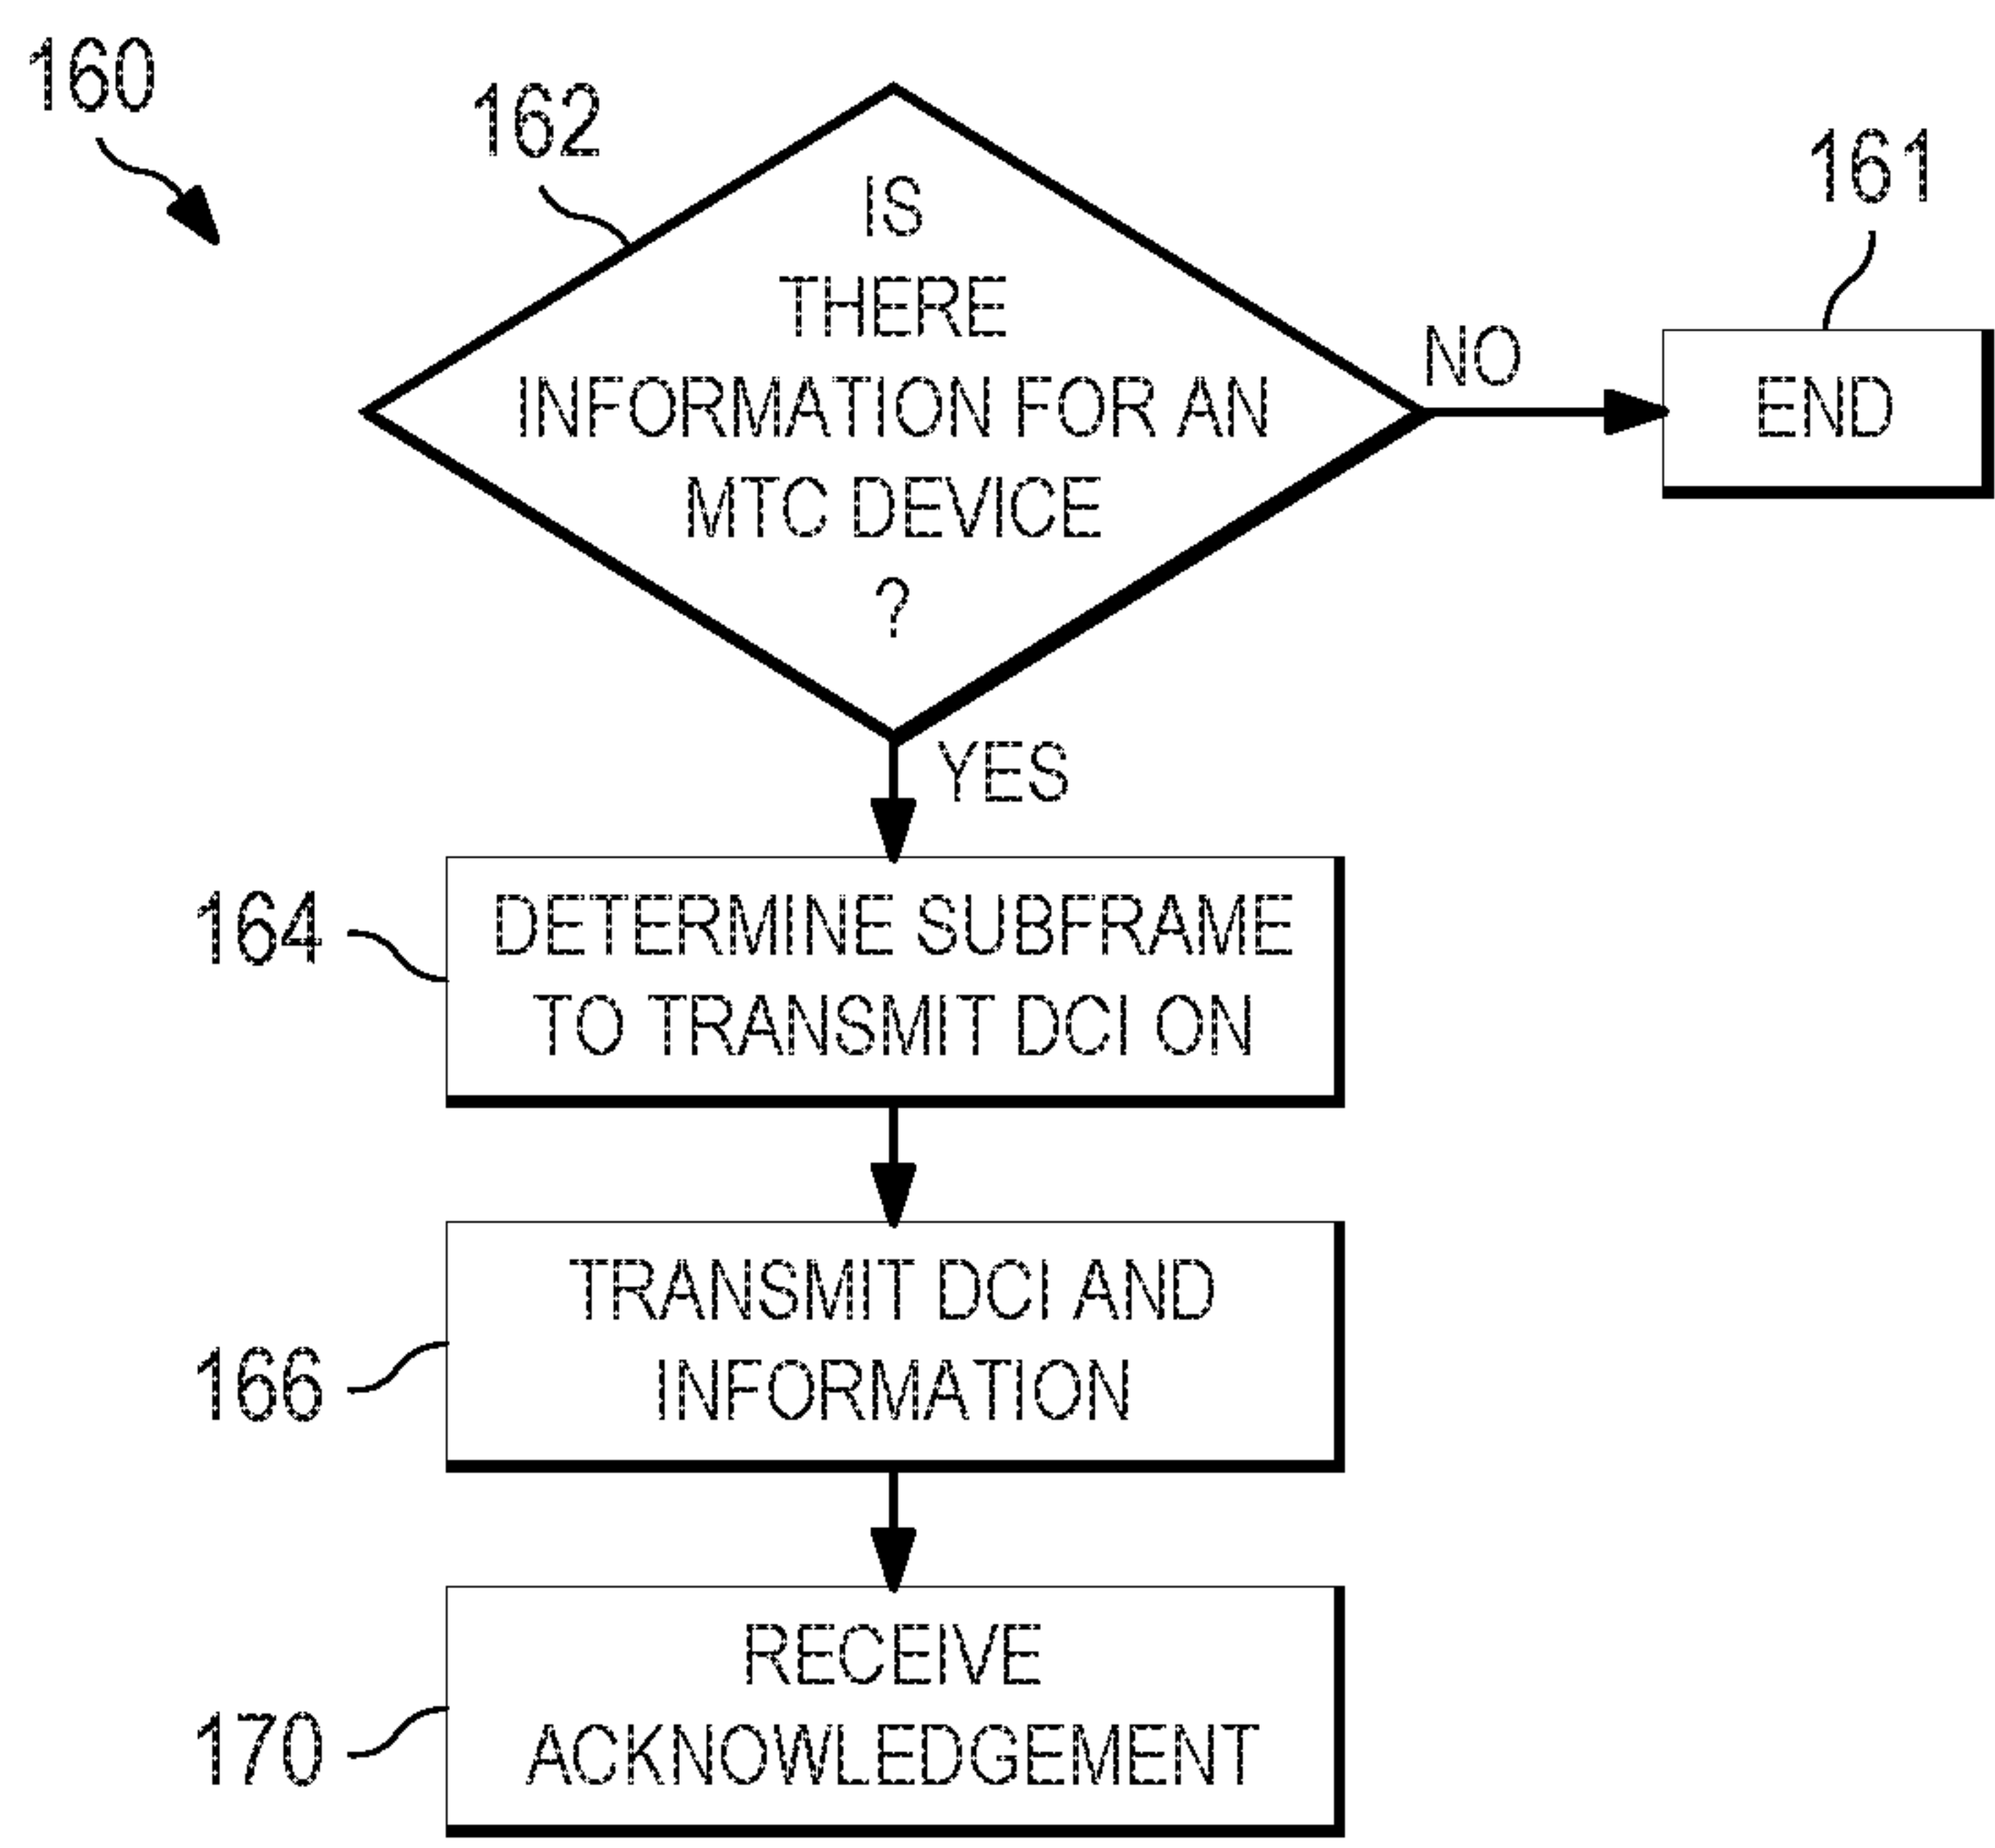 160
162
IS
THERE
INFORMATION FOR AN
MTC DEVICE
?
NO
161
END
YES
164
DETERMINE SUBFRAME
TO TRANSMIT DCI ON
166
TRANSMIT DCI AND
INFORMATION
170
RECEIVE
ACKNOWLEDGEMENT